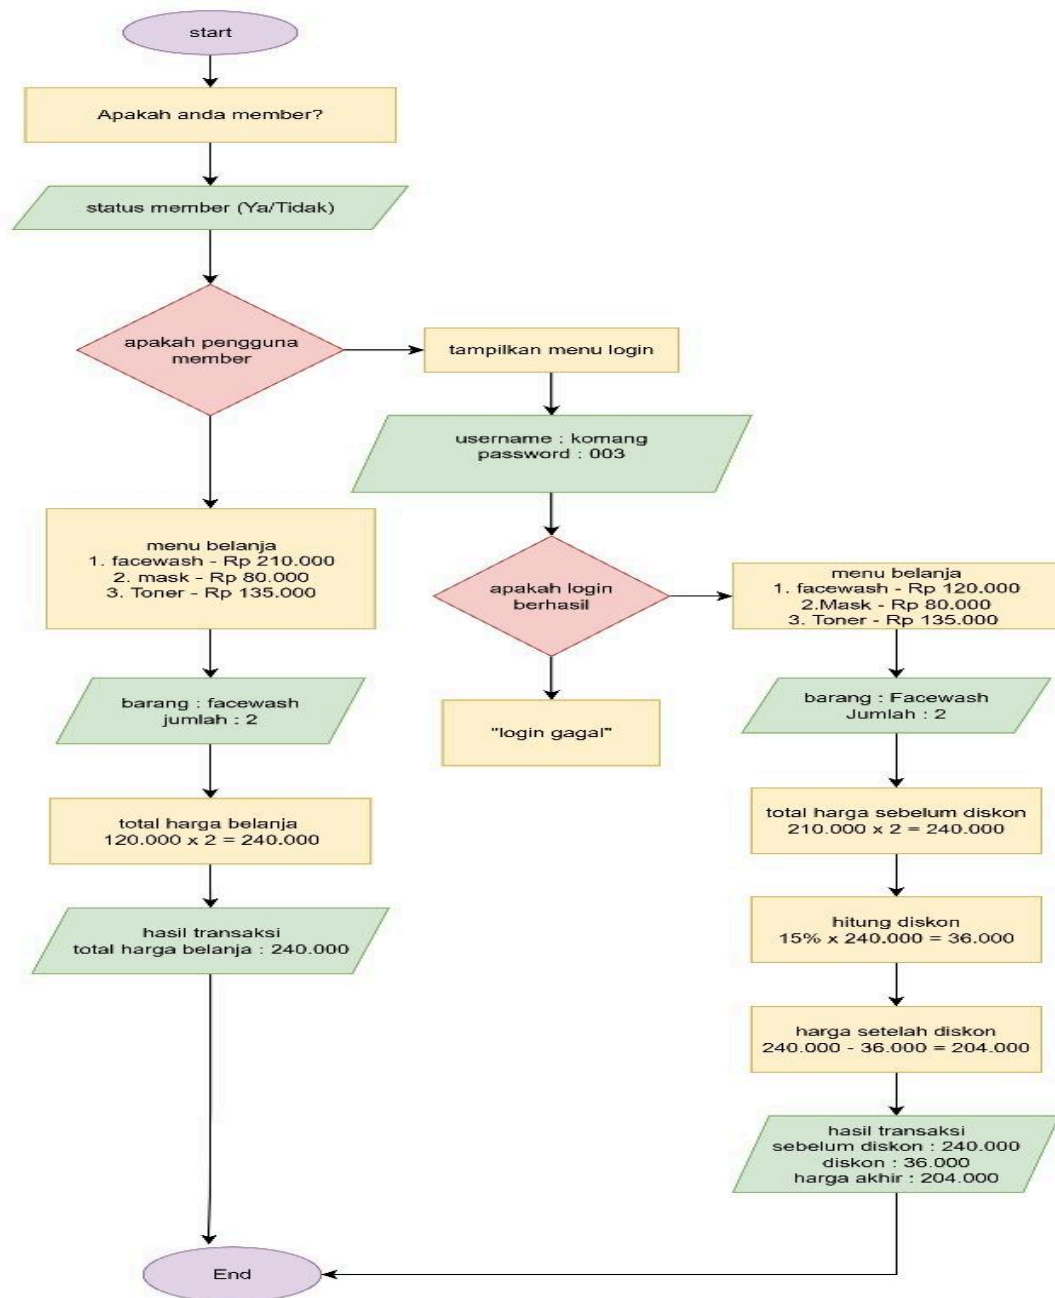 start
Apakah anda member?
status member (Ya/Tidak)
apakah pengguna
member
tampilkan menu login
username : komang
password : 003
apakah login
berhasil
"login gagal"
menu belanja
1. facewash - Rp 210.000
2. mask - Rp 80.000
3. Toner - Rp 135.000
barang : facewash
jumlah : 2
total harga belanja
120.000 x 2 = 240.000
hasil transaksi
total harga belanja : 240.000
menu belanja
1. facewash - Rp 120.000
2.Mask - Rp 80.000
3. Toner - Rp 135.000
barang : Facewash
Jumlah : 2
total harga sebelum diskon
210.000 x 2 = 240.000
hitung diskon
15% x 240.000 = 36.000
harga setelah diskon
240.000 - 36.000 = 204.000
hasil transaksi
sebelum diskon : 240.000
diskon : 36.000
harga akhir : 204.000
End